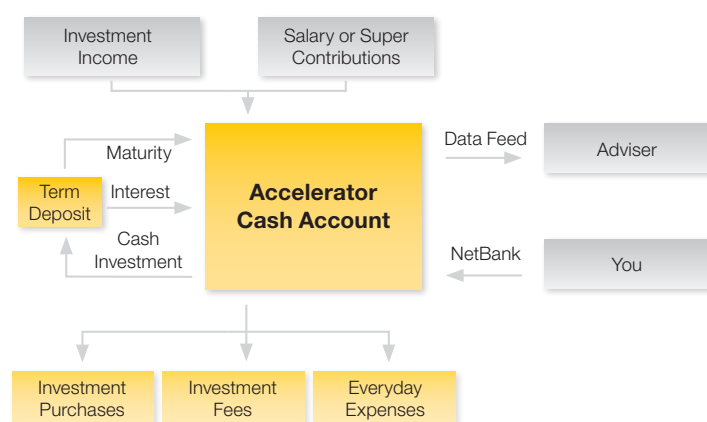 Investment
Income
Salary or Super
Contributions
Maturity
Data Feed
Adviser
Term
Deposit
Interest
Accelerator
Cash Account
Cash
Investment
NetBank
You
Investment
Purchases
Investment
Fees
Everyday
Expenses